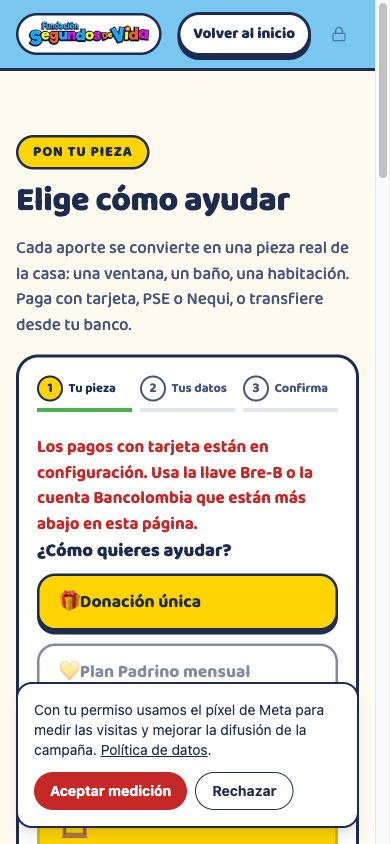 Fundación
Segundos De Vida
Volver al inicio
PON TU PIEZA
Elige cómo ayudar
Cada aporte se convierte en una pieza real de
la casa: una ventana, un baño, una habitación.
Paga con tarjeta, PSE o Nequi, o transfiere
desde tu banco.
1 Tu pieza 2 Tus datos 3 Confirma
Los pagos con tarjeta están en
configuración. Usa la llave Bre-B o la
cuenta Bancolombia que están más
abajo en esta página.
¿Cómo quieres ayudar?
Donación única
Plan Padrino mensual
Con tu permiso usamos el píxel de Meta para
medir las visitas y mejorar la difusión de la
campaña. Política de datos.
Aceptar medición Rechazar